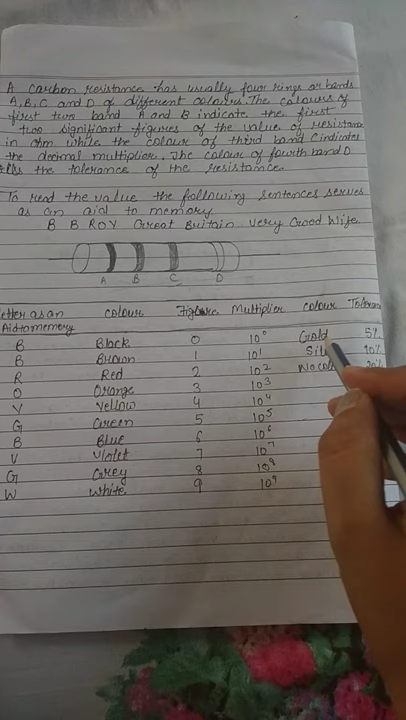 A carbon resistance has usually four rings or bands
A, B, C and D of different colours. The colours of
first two band A and B indicate the first
two significant figures of the value of resistance
in ohm while the colour of third band C indicates
the decimal multiplier. The colour of fourth band D
tells the tolerance of the resistance.
To read the value the following sentences serves
as an aid to memory
B B ROY Great Britain Very Good Wife
A B C D
Letter as an Aid to memory colour Figure Multiplier colour Tolerance
B Black 0 10⁰ Gold 5%
B Brown 1 10¹ Sil 10%
R Red 2 10² No col 20%
O Orange 3 10³
Y Yellow 4 10⁴
G Green 5 10⁵
B Blue 6 10⁶
V Violet 7 10⁷
G Grey 8 10⁸
W White 9 10⁹